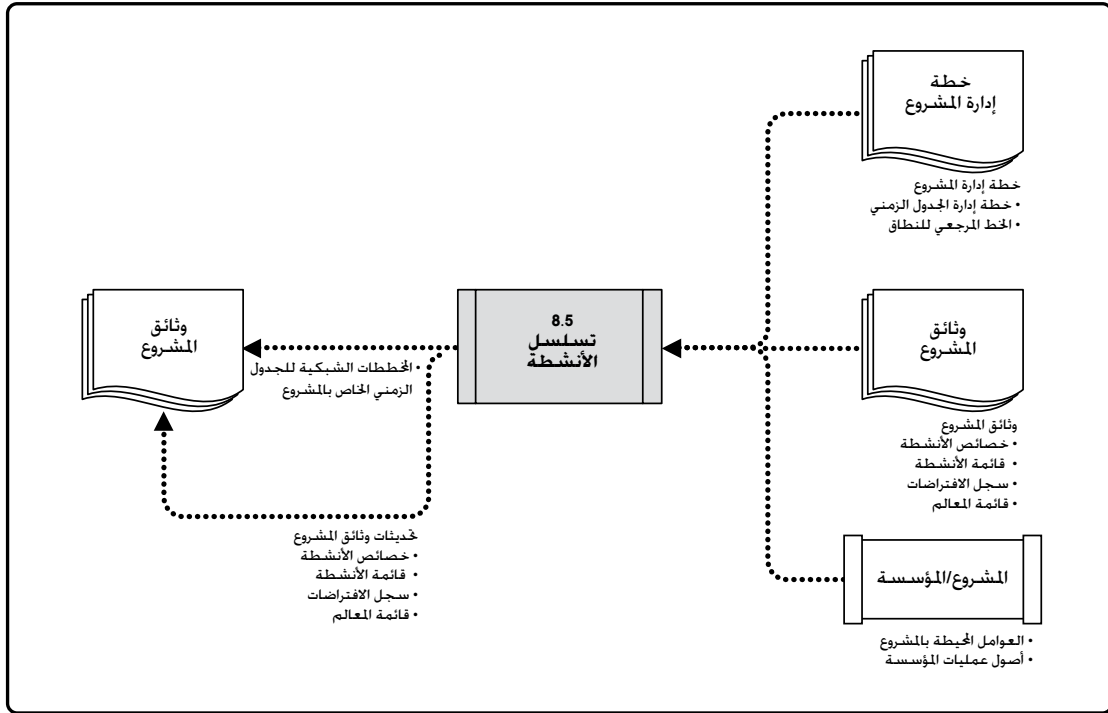 خطة
إدارة المشروع
خطة إدارة المشروع
• خطة إدارة الجدول الزمني
• الخط المرجعي للنطاق
وثائق
المشروع
وثائق المشروع
• خصائص الأنشطة
• قائمة الأنشطة
• سجل الافتراضات
• قائمة المعالم
المشروع/المؤسسة
• العوامل المحيطة بالمشروع
• أصول عمليات المؤسسة
8.5
تسلسل
الأنشطة
• المخططات الشبكية للجدول
الزمني الخاص بالمشروع
وثائق
المشروع
تحديثات وثائق المشروع
• خصائص الأنشطة
• قائمة الأنشطة
• سجل الافتراضات
• قائمة المعالم